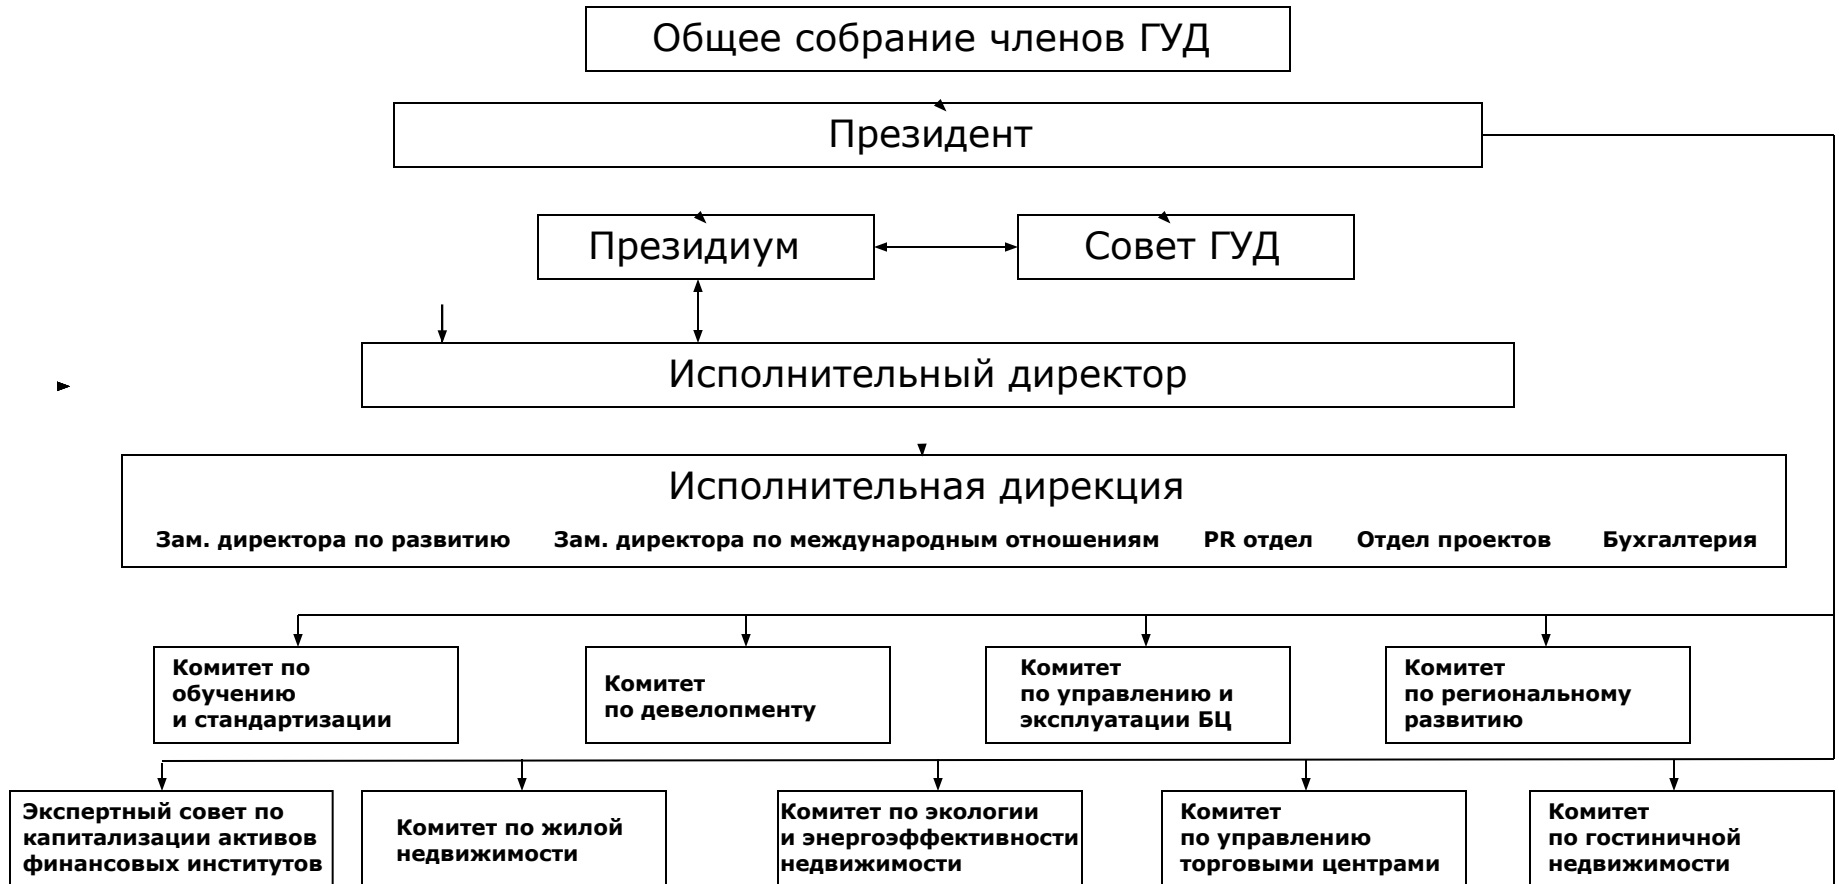 Общее собрание членов ГУД
Президент
Президиум
Совет ГУД
Исполнительный директор
Исполнительная дирекция
Зам. директора по развитию
Зам. директора по международным отношениям
PR отдел
Отдел проектов
Бухгалтерия
Комитет по
обучению
и стандартизации
Комитет
по девелопменту
Комитет
по управлению и
эксплуатации БЦ
Комитет
по региональному
развитию
Экспертный совет по
капитализации активов
финансовых институтов
Комитет по жилой
недвижимости
Комитет по экологии
и энергоэффективности
недвижимости
Комитет
по управлению
торговыми центрами
Комитет
по гостиничной
недвижимости